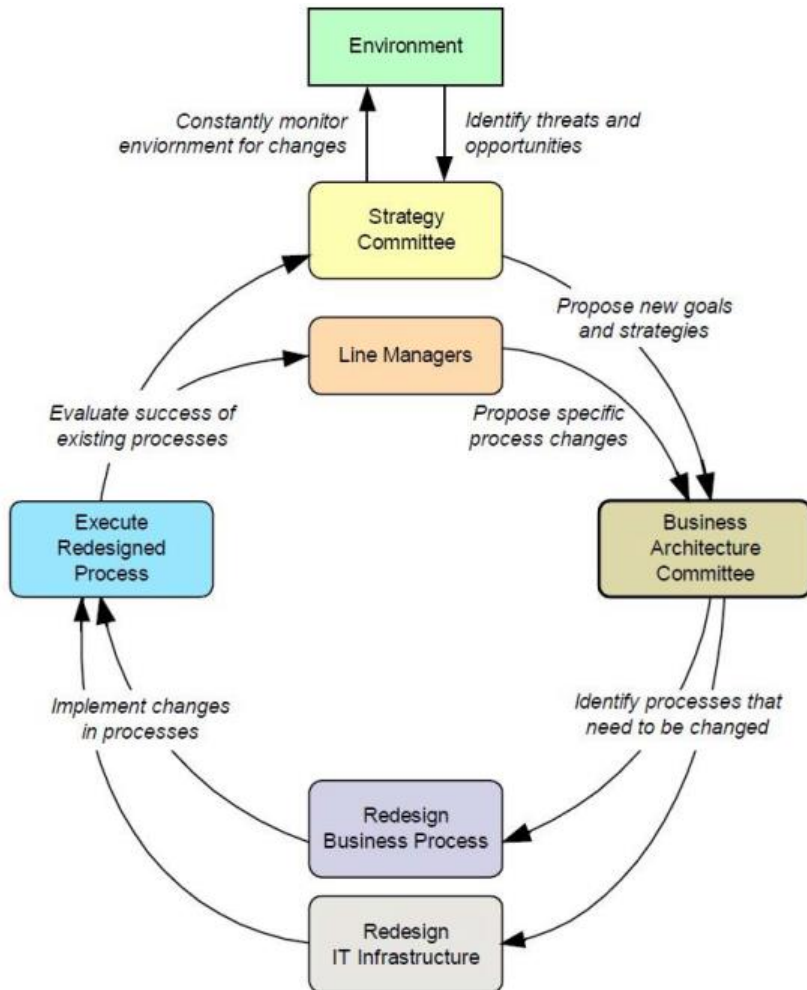 Environment
Constantly monitor
enviornment for changes
Identify threats and
opportunities
Strategy
Committee
Propose new goals
and strategies
Line Managers
Evaluate success of
existing processes
Propose specific
process changes
Execute
Redesigned
Process
Business
Architecture
Committee
Implement changes
in processes
Identify processes that
need to be changed
Redesign
Business Process
Redesign
IT Infrastructure